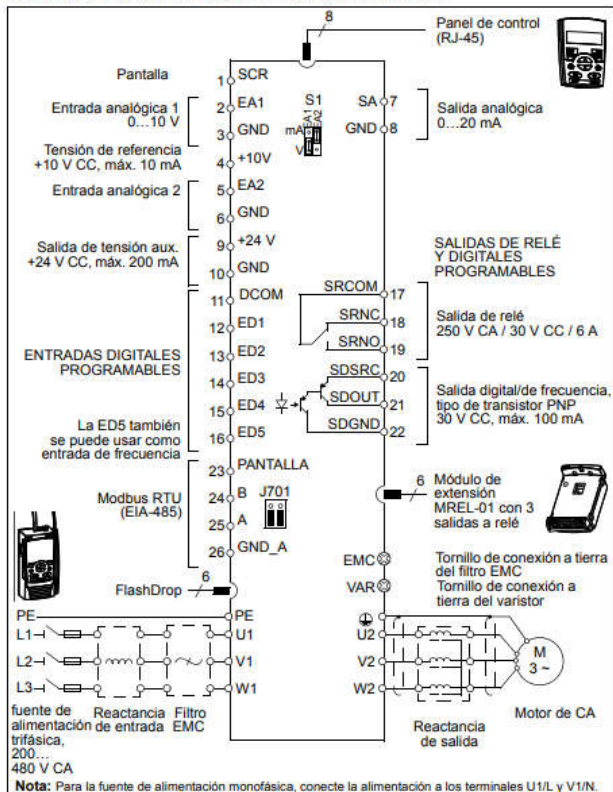 8
Panel de control
(RJ-45)
Pantalla
1 SCR
Entrada analógica 1
0...10 V
2 EA1
3 GND
S1
EA1
EA2
mA
V
SA 7
GND 8
Salida analógica
0...20 mA
Tensión de referencia
+10 V CC, máx. 10 mA
4 +10V
Entrada analógica 2
5 EA2
6 GND
Salida de tensión aux.
+24 V CC, máx. 200 mA
9 +24 V
10 GND
SALIDAS DE RELÉ
Y DIGITALES
PROGRAMABLES
11 DCOM
12 ED1
13 ED2
14 ED3
15 ED4
16 ED5
ENTRADAS DIGITALES
PROGRAMABLES
La ED5 también
se puede usar como
entrada de frecuencia
SRCOM 17
SRNC 18
SRNO 19
Salida de relé
250 V CA / 30 V CC / 6 A
SDSRC 20
SDOUT 21
SDGND 22
Salida digital/de frecuencia,
tipo de transistor PNP
30 V CC, máx. 100 mA
Modbus RTU
(EIA-485)
23 PANTALLA
24 B
25 A
26 GND_A
J701
6
Módulo de
extensión
MREL-01 con 3
salidas a relé
FlashDrop
6
EMC
Tornillo de conexión a tierra
del filtro EMC
VAR
Tornillo de conexión a
tierra del varistor
PE
PE
L1
U1
U2
L2
V1
V2
L3
W1
W2
M
3 ~
fuente de
alimentación
trifásica,
200...
480 V CA
Reactancia
de entrada
Filtro
EMC
Reactancia
de salida
Motor de CA
Nota: Para la fuente de alimentación monofásica, conecte la alimentación a los terminales U1/L y V1/N.